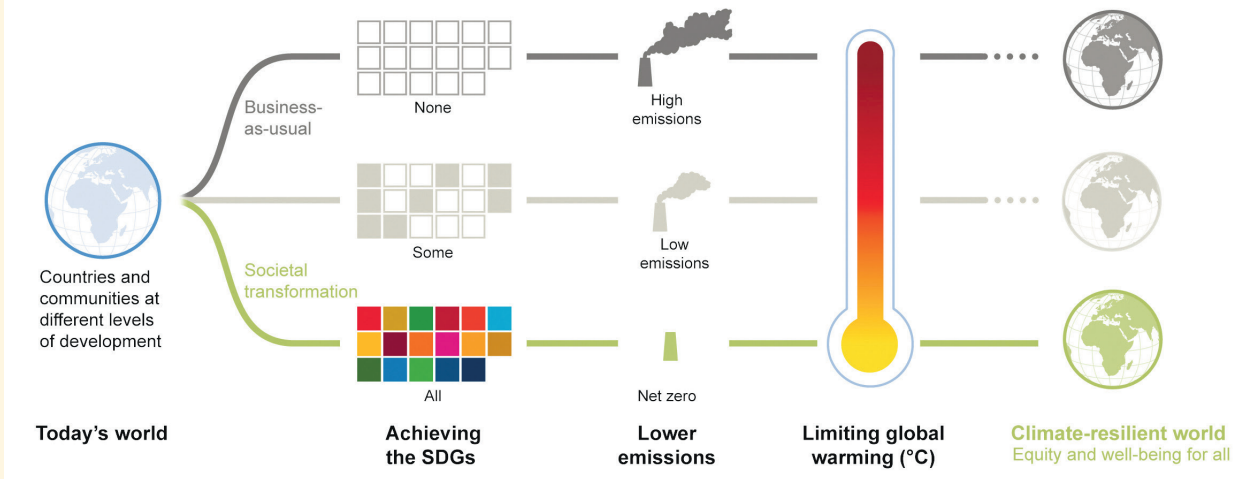 Business-
as-usual
None
High
emissions
Some
Low
emissions
Countries and
communities at
different levels
of development
Societal
transformation
All
Net zero
Today's world
Achieving
the SDGs
Lower
emissions
Limiting global
warming (°C)
Climate-resilient world
Equity and well-being for all